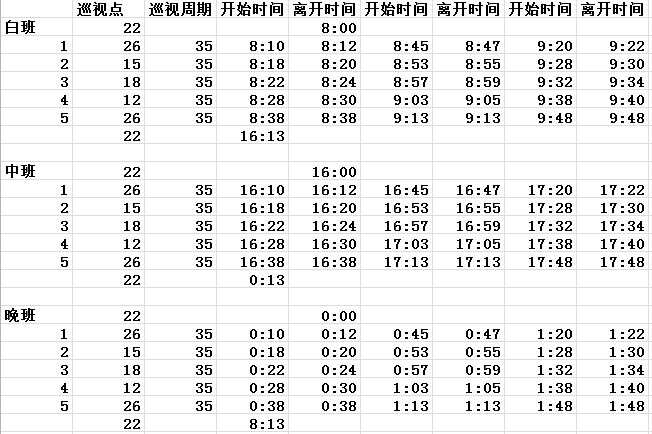 巡视点 巡视周期 开始时间 离开时间 开始时间 离开时间 开始时间 离开时间
白班 22 8:00
1 26 35 8:10 8:12 8:45 8:47 9:20 9:22
2 15 35 8:18 8:20 8:53 8:55 9:28 9:30
3 18 35 8:22 8:24 8:57 8:59 9:32 9:34
4 12 35 8:28 8:30 9:03 9:05 9:38 9:40
5 26 35 8:38 8:38 9:13 9:13 9:48 9:48
22 16:13
中班 22 16:00
1 26 35 16:10 16:12 16:45 16:47 17:20 17:22
2 15 35 16:18 16:20 16:53 16:55 17:28 17:30
3 18 35 16:22 16:24 16:57 16:59 17:32 17:34
4 12 35 16:28 16:30 17:03 17:05 17:38 17:40
5 26 35 16:38 16:38 17:13 17:13 17:48 17:48
22 0:13
晚班 22 0:00
1 26 35 0:10 0:12 0:45 0:47 1:20 1:22
2 15 35 0:18 0:20 0:53 0:55 1:28 1:30
3 18 35 0:22 0:24 0:57 0:59 1:32 1:34
4 12 35 0:28 0:30 1:03 1:05 1:38 1:40
5 26 35 0:38 0:38 1:13 1:13 1:48 1:48
22 8:13